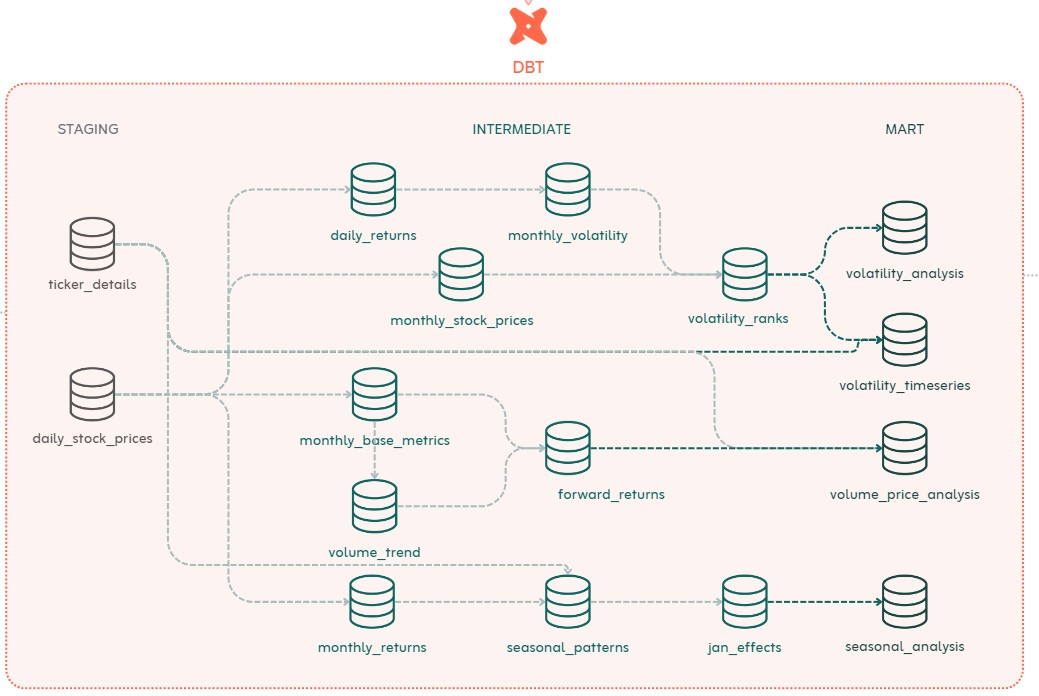 DBT
STAGING
INTERMEDIATE
MART
daily_returns
monthly_volatility
ticker_details
volatility_analysis
monthly_stock_prices
volatility_ranks
volatility_timeseries
daily_stock_prices
monthly_base_metrics
forward_returns
volume_price_analysis
volume_trend
monthly_returns
seasonal_patterns
jan_effects
seasonal_analysis